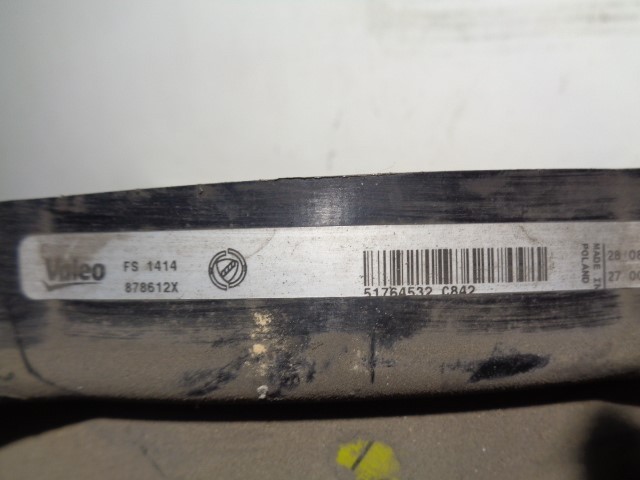 Valeo
FS 1414
878612X
51764532 C842
MADE IN
POLAND
28 08
27 00